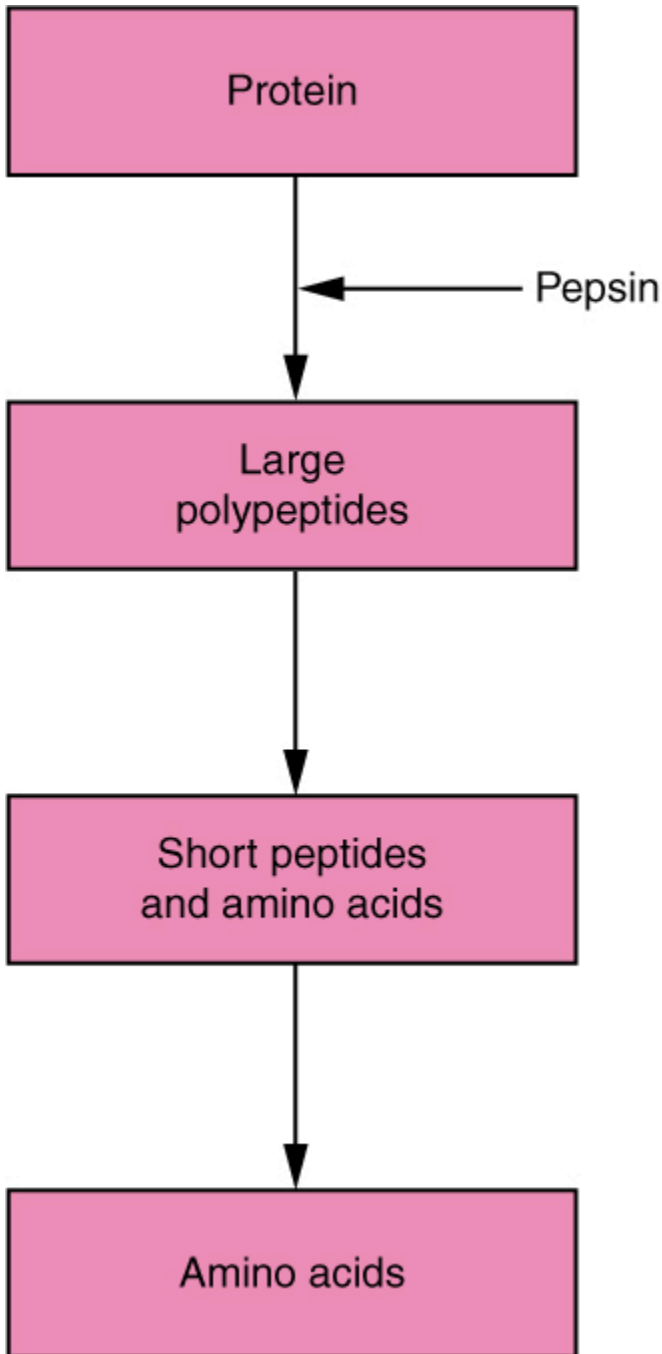 Protein
Pepsin
Large
polypeptides
Short peptides
and amino acids
Amino acids